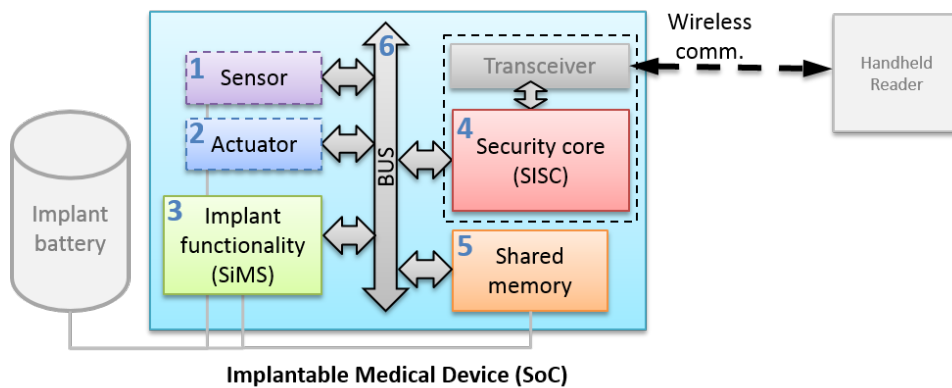 Wireless
comm.
6
1
Sensor
Transceiver
Handheld
Reader
2
Actuator
4
Security core
(SISC)
BUS
Implant
battery
3
Implant
functionality
(SiMS)
5
Shared
memory
Implantable Medical Device (SoC)